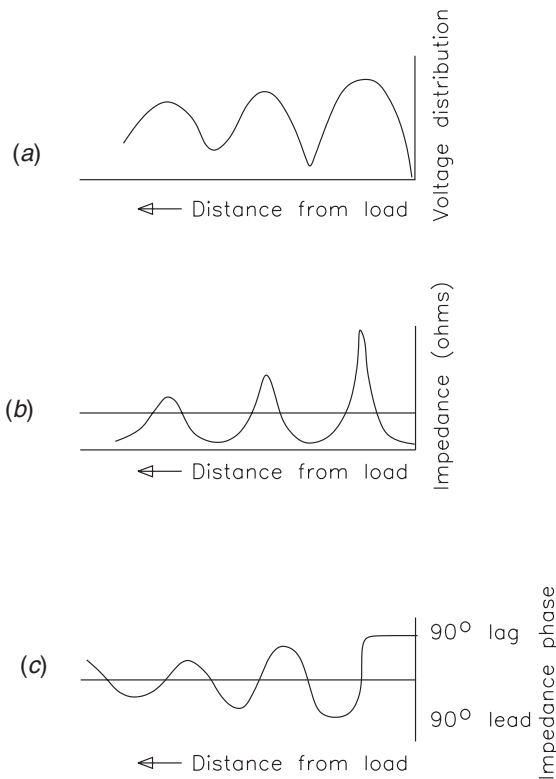 (a)
Voltage distribution
Distance from load
(b)
Impedance (ohms)
Distance from load
(c)
90° lag
90° lead
Impedance phase
Distance from load